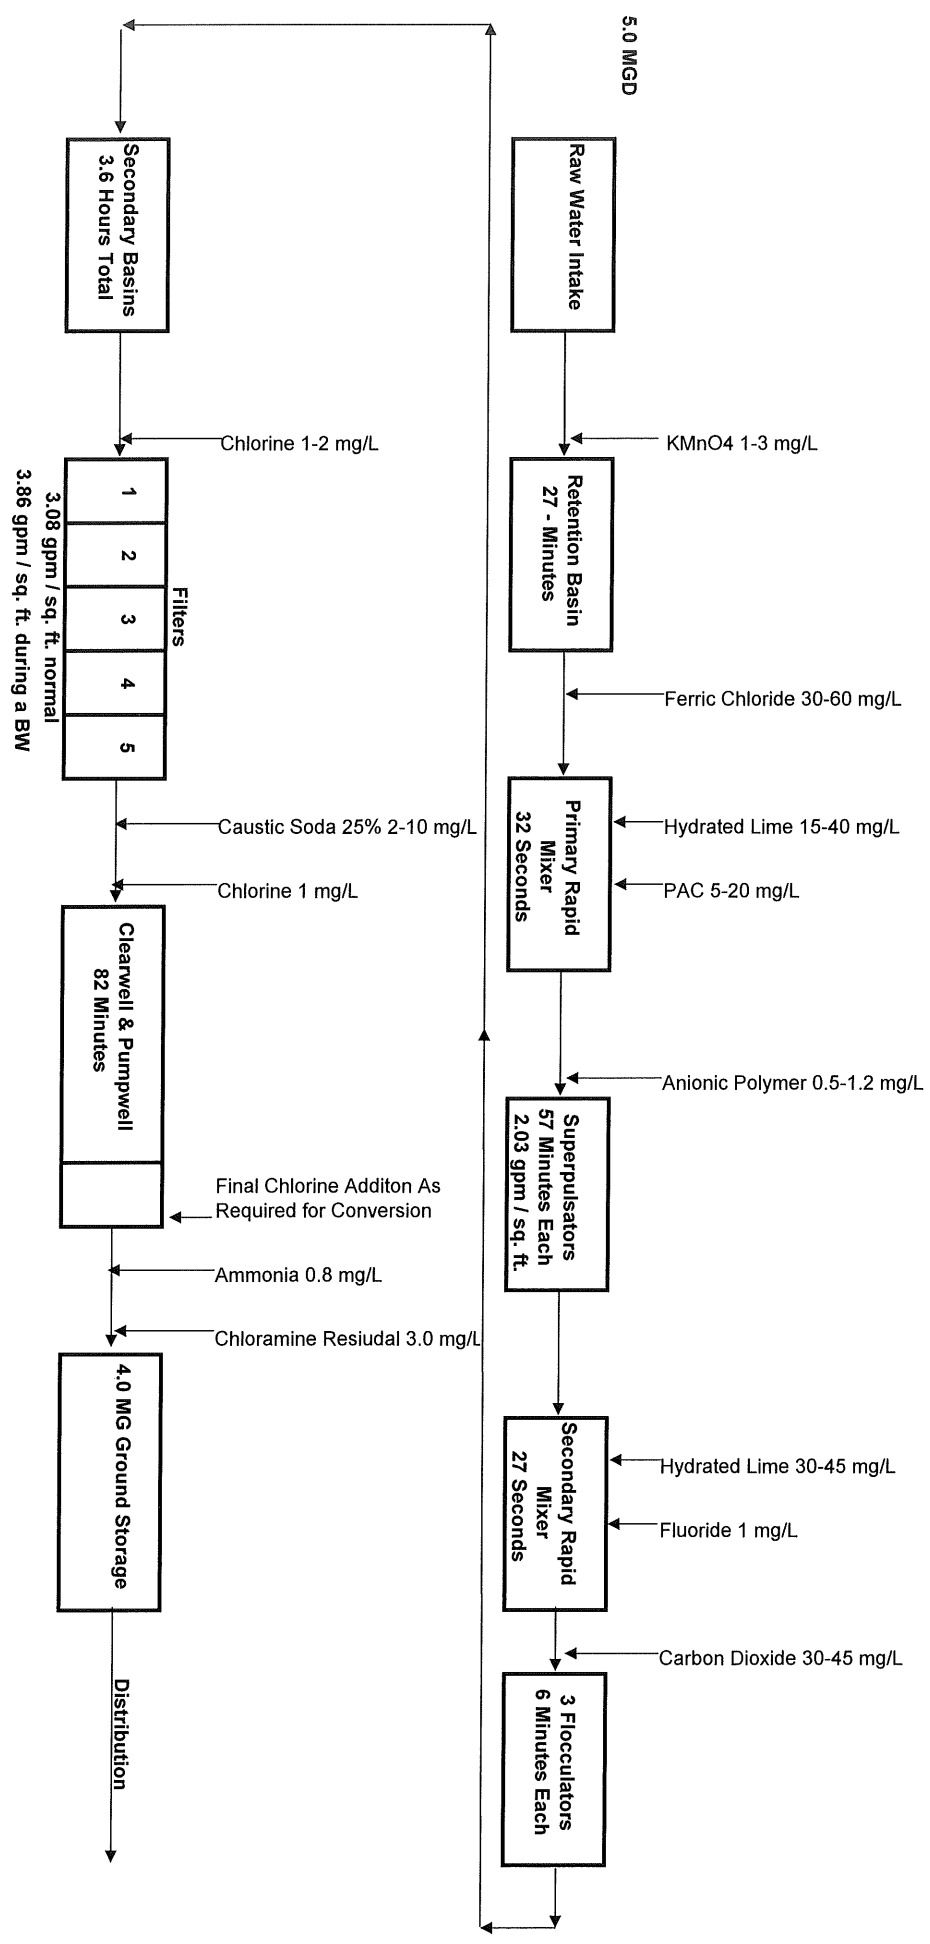 5.0 MGD
Raw Water Intake
KMnO4 1-3 mg/L
Retention Basin
27 - Minutes
Ferric Chloride 30-60 mg/L
Primary Rapid
Mixer
32 Seconds
Hydrated Lime 15-40 mg/L
PAC 5-20 mg/L
Anionic Polymer 0.5-1.2 mg/L
Superpulsators
57 Minutes Each
2.03 gpm / sq. ft.
Secondary Rapid
Mixer
27 Seconds
Hydrated Lime 30-45 mg/L
Fluoride 1 mg/L
Carbon Dioxide 30-45 mg/L
3 Flocculators
6 Minutes Each
Secondary Basins
3.6 Hours Total
Chlorine 1-2 mg/L
Filters
1
2
3
4
5
3.08 gpm / sq. ft. normal
3.86 gpm / sq. ft. during a BW
Caustic Soda 25% 2-10 mg/L
Chlorine 1 mg/L
Clearwell & Pumpwell
82 Minutes
Final Chlorine Additon As
Required for Conversion
Ammonia 0.8 mg/L
Chloramine Resiudal 3.0 mg/L
4.0 MG Ground Storage
Distribution